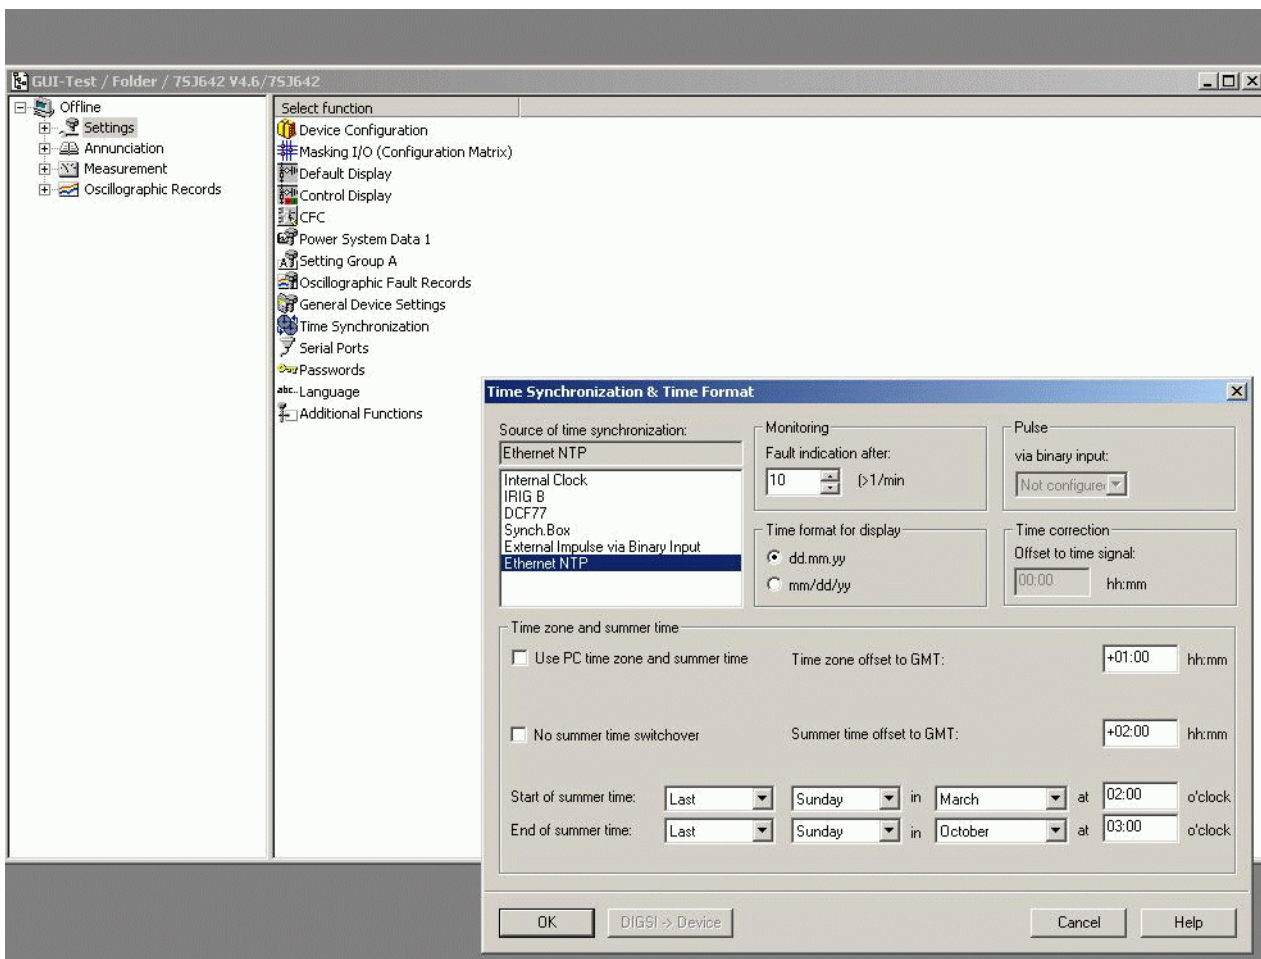 GUI-Test / Folder / 7SJ642 V4.6/7SJ642
Offline
Settings
Annunciation
Measurement
Oscillographic Records
Select function
Device Configuration
Masking I/O (Configuration Matrix)
Default Display
Control Display
CFC
Power System Data 1
Setting Group A
Oscillographic Fault Records
General Device Settings
Time Synchronization
Serial Ports
Passwords
abc.. Language
Additional Functions
Time Synchronization & Time Format
Source of time synchronization:
Ethernet NTP
Internal Clock
IRIG B
DCF77
Synch.Box
External Impulse via Binary Input
Ethernet NTP
Monitoring
Fault indication after:
10 (>1/min
Pulse
via binary input:
Not configure
Time format for display
dd.mm.yy
mm/dd/yy
Time correction
Offset to time signal:
00:00 hh:mm
Time zone and summer time
Use PC time zone and summer time Time zone offset to GMT: +01:00 hh:mm
No summer time switchover Summer time offset to GMT: +02:00 hh:mm
Start of summer time: Last Sunday in March at 02:00 o'clock
End of summer time: Last Sunday in October at 03:00 o'clock
OK DIGSI -> Device Cancel Help